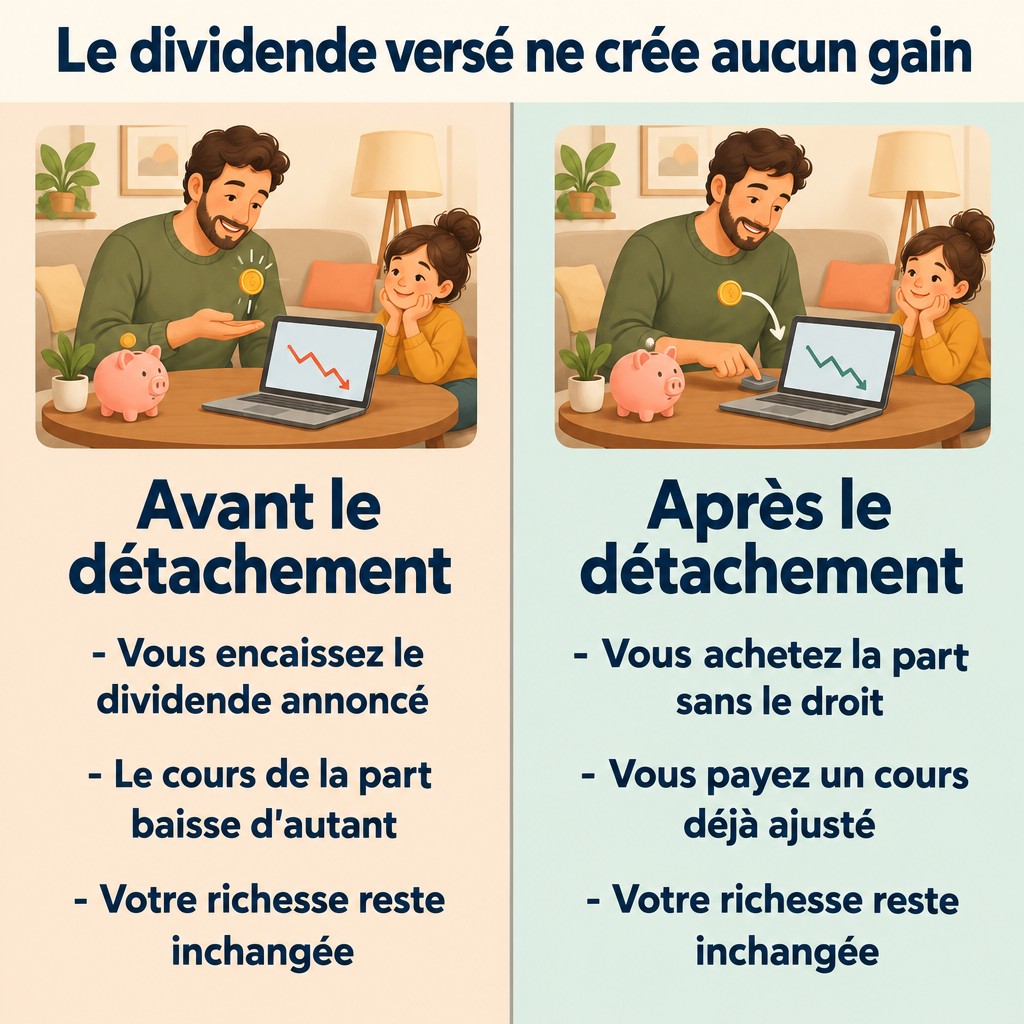 Le dividende versé ne crée aucun gain
Avant le
détachement
- Vous encaissez le
dividende annoncé
- Le cours de la part
baisse d'autant
- Votre richesse reste
inchangée
Après le
détachement
- Vous achetez la part
sans le droit
- Vous payez un cours
déjà ajusté
- Votre richesse reste
inchangée